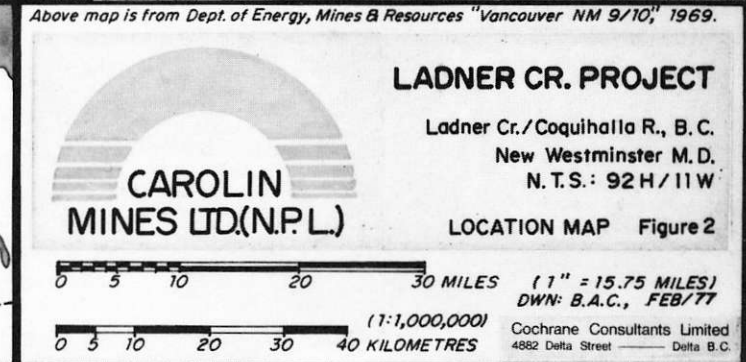 Above map is from Dept. of Energy, Mines & Resources "Vancouver NM 9/10," 1969.
LADNER CR. PROJECT
Ladner Cr./Coquihalla R., B.C.
New Westminster M.D.
N.T.S.: 92H/11W
CAROLIN
MINES LTD.(N.P.L.)
LOCATION MAP Figure 2
0 5 10 20 30 MILES
(1" = 15.75 MILES)
DWN: B.A.C., FEB/77
(1:1,000,000)
0 5 10 20 30 40 KILOMETRES
Cochrane Consultants Limited
4882 Delta Street — Delta B.C.